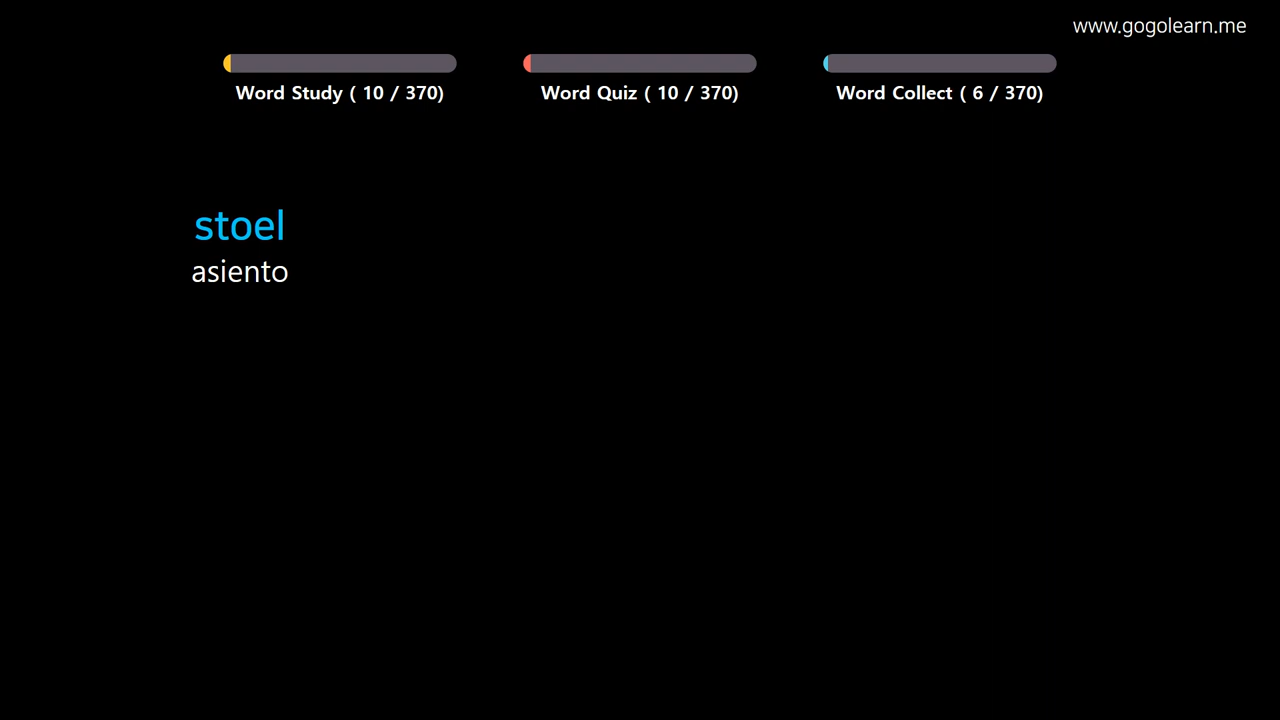 www.gogolearn.me
Word Study ( 10 / 370)
Word Quiz ( 10 / 370)
Word Collect ( 6 / 370)
stoel
asiento